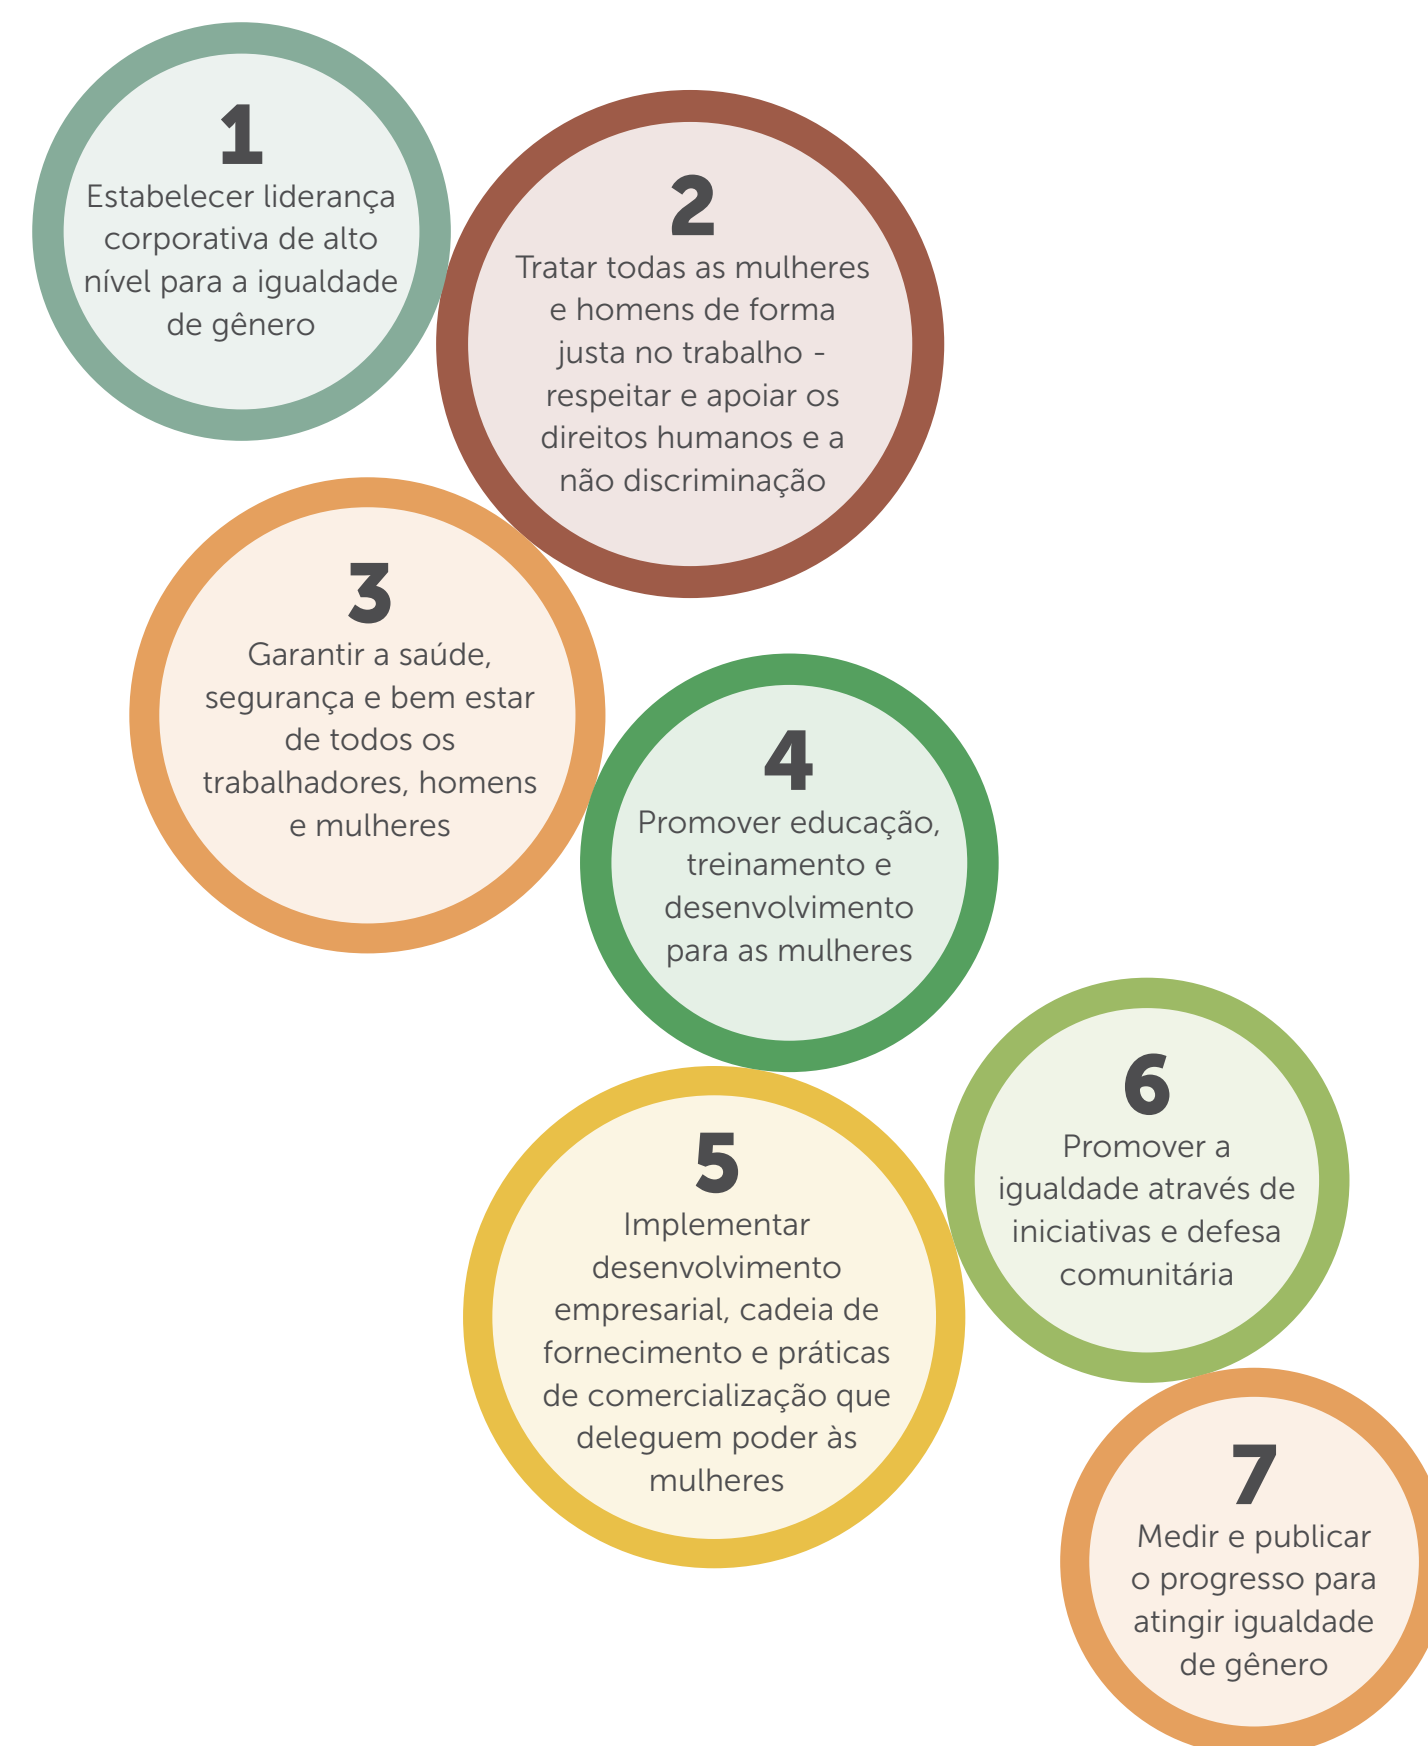 1
Estabelecer liderança
corporativa de alto
nível para a igualdade
de gênero
2
Tratar todas as mulheres
e homens de forma
justa no trabalho -
respeitar e apoiar os
direitos humanos e a
não discriminação
3
Garantir a saúde,
segurança e bem estar
de todos os
trabalhadores, homens
e mulheres
4
Promover educação,
treinamento e
desenvolvimento
para as mulheres
5
Implementar
desenvolvimento
empresarial, cadeia de
fornecimento e práticas
de comercialização que
deleguem poder às
mulheres
6
Promover a
igualdade através de
iniciativas e defesa
comunitária
7
Medir e publicar
o progresso para
atingir igualdade
de gênero